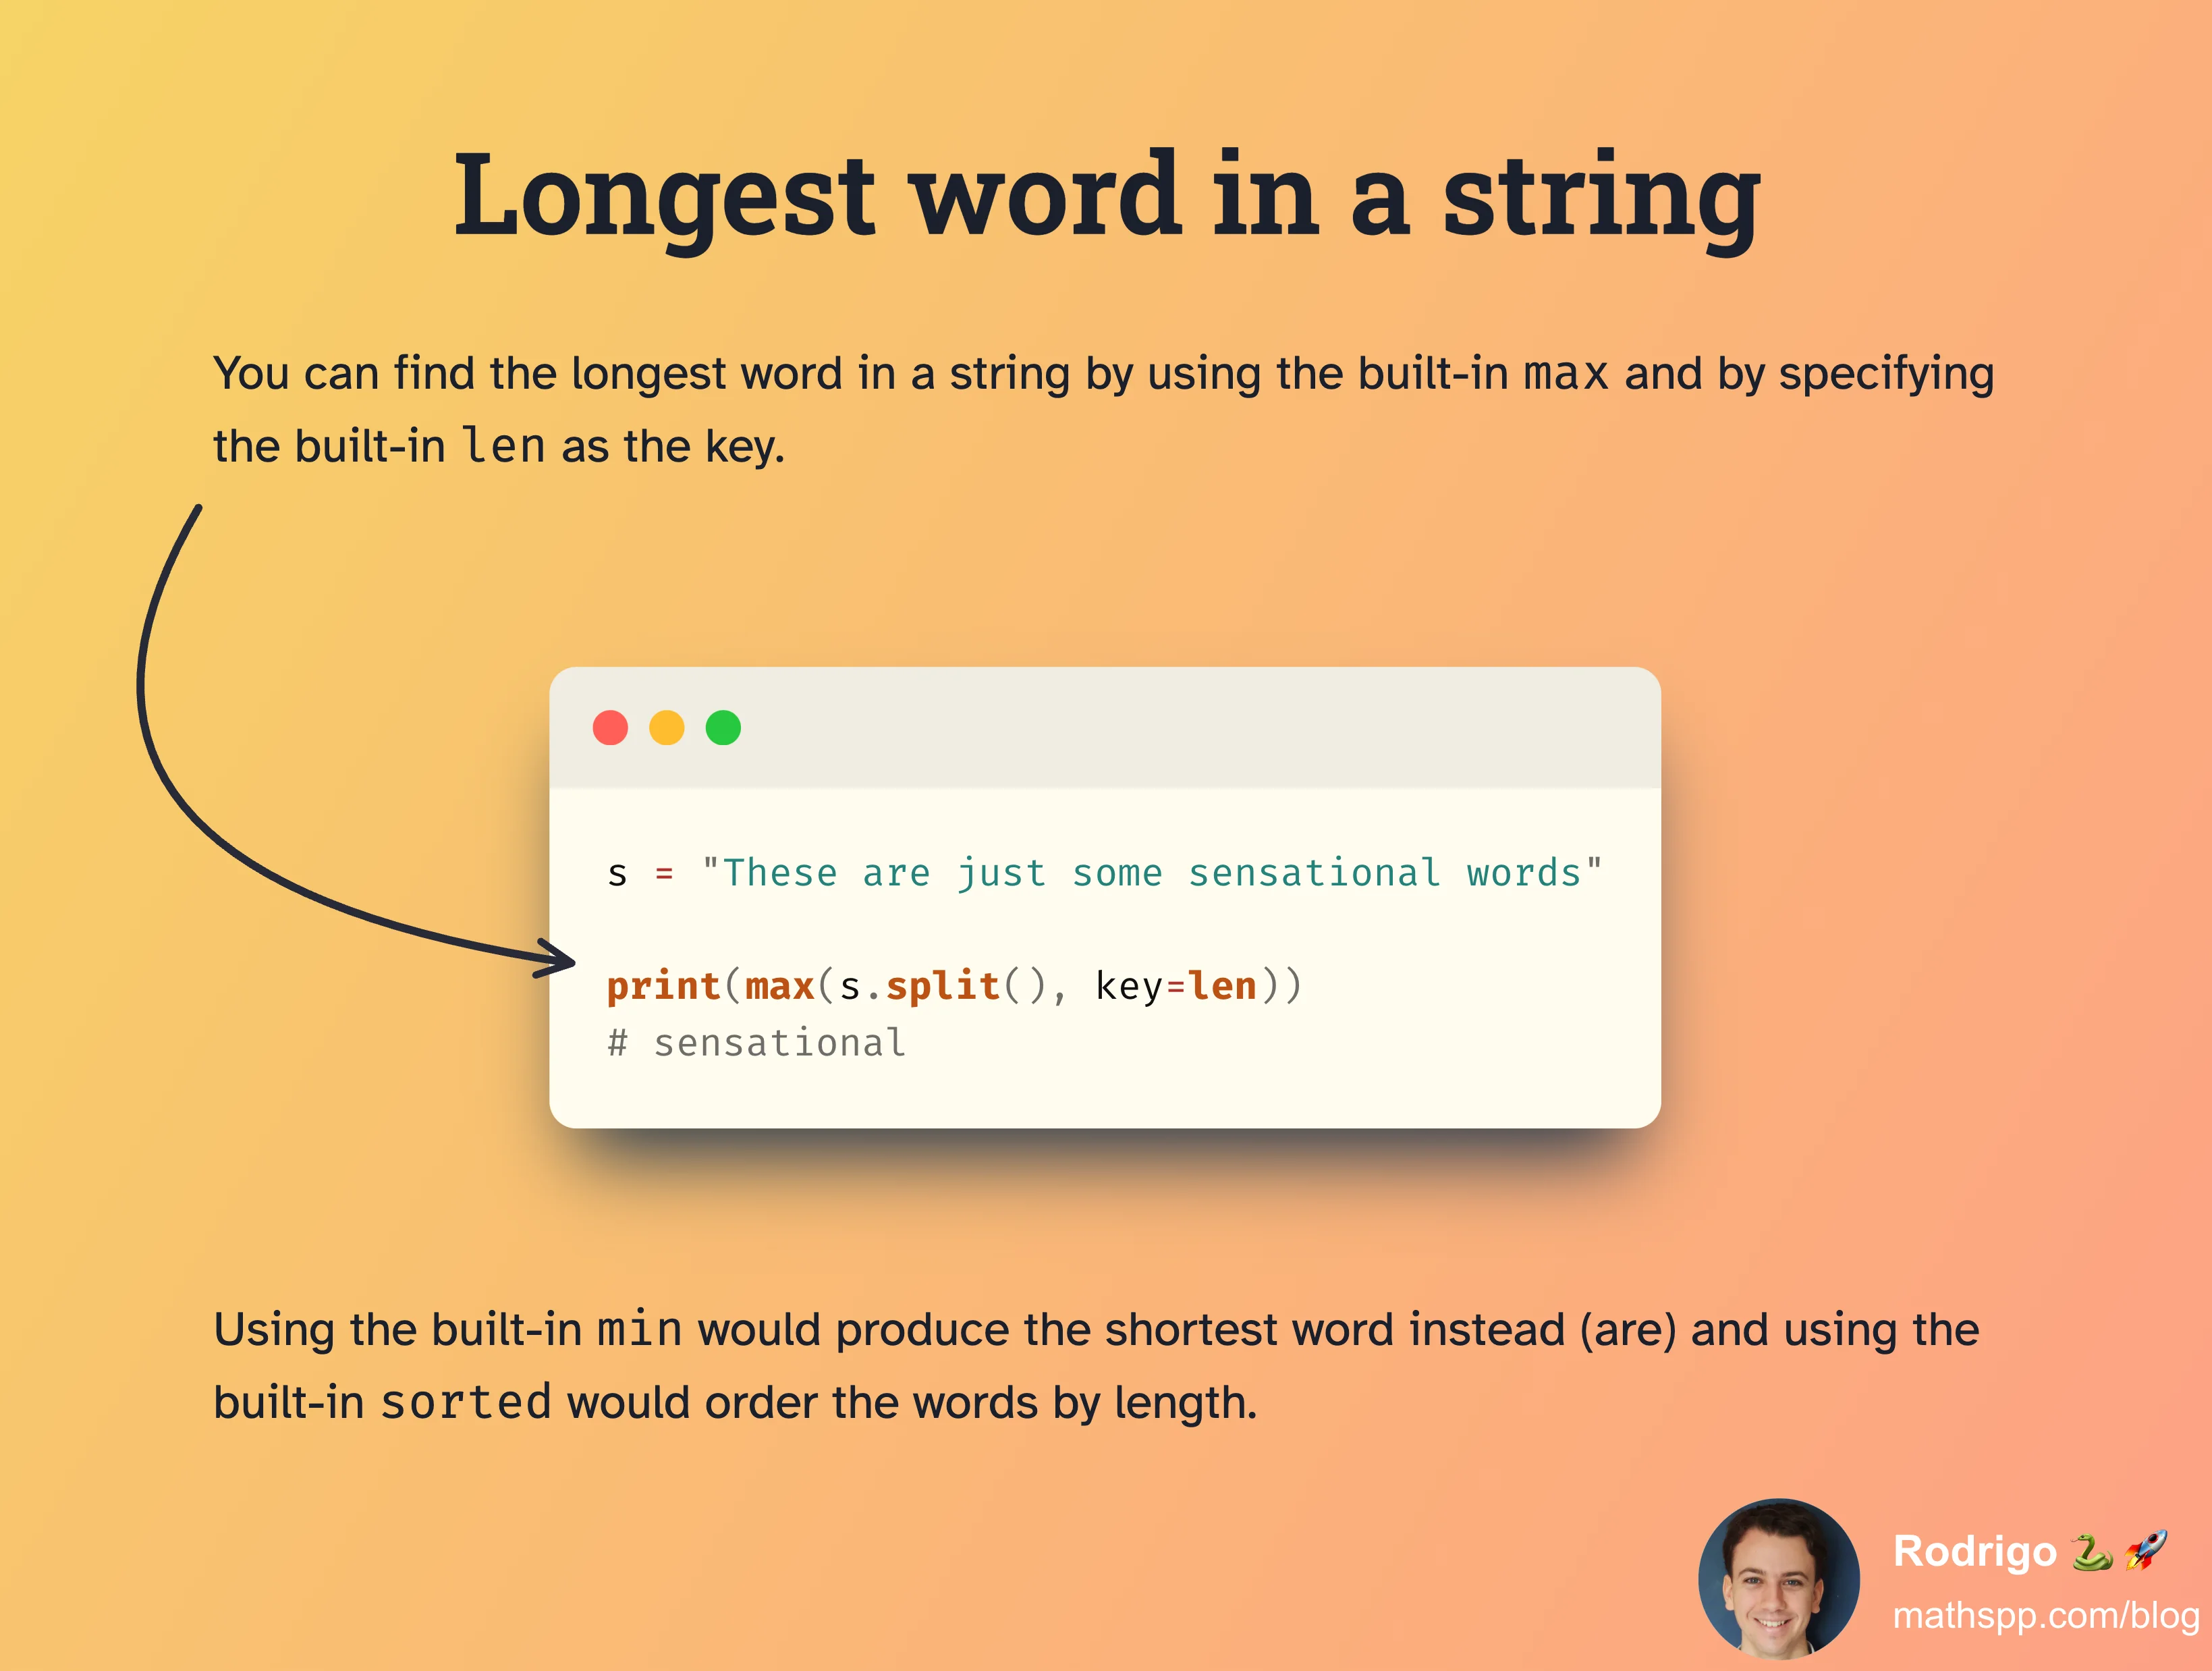 Longest word in a string
You can find the longest word in a string by using the built-in max and by specifying
the built-in len as the key.
s = "These are just some sensational words"
print(max(s.split(), key=len))
# sensational
Using the built-in min would produce the shortest word instead (are) and using the
built-in sorted would order the words by length.
Rodrigo 🐍🚀
mathspp.com/blog